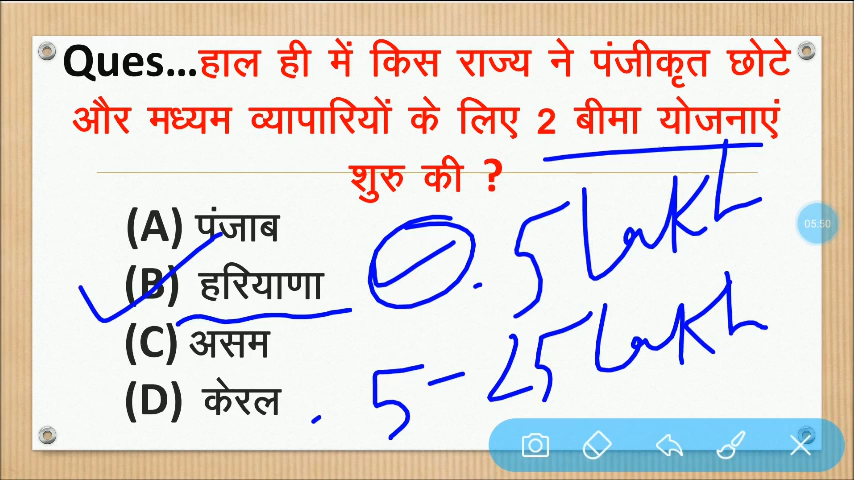 Ques...हाल ही में किस राज्य ने पंजीकृत छोटे
और मध्यम व्यापारियों के लिए 2 बीमा योजनाएं
शुरु की ?
(A) पंजाब
(B) हरियाणा
(C) असम
(D) केरल
5 lakh
5-25 lakh
05:50